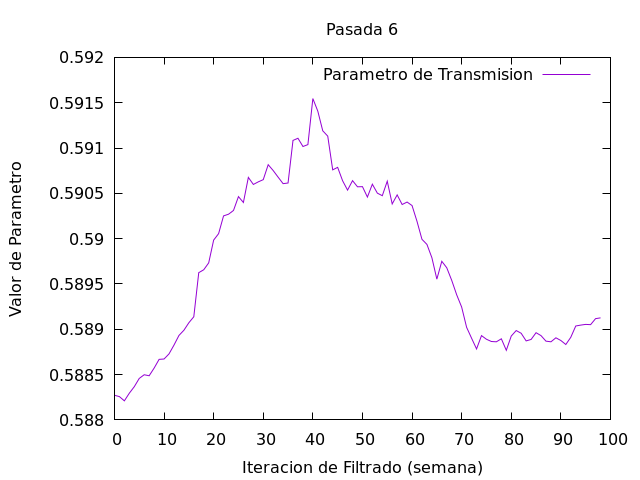 Pasada 6
Parametro de Transmision
Valor de Parametro
0.592
0.5915
0.591
0.5905
0.59
0.5895
0.589
0.5885
0.588
0 10 20 30 40 50 60 70 80 90 100
Iteracion de Filtrado (semana)